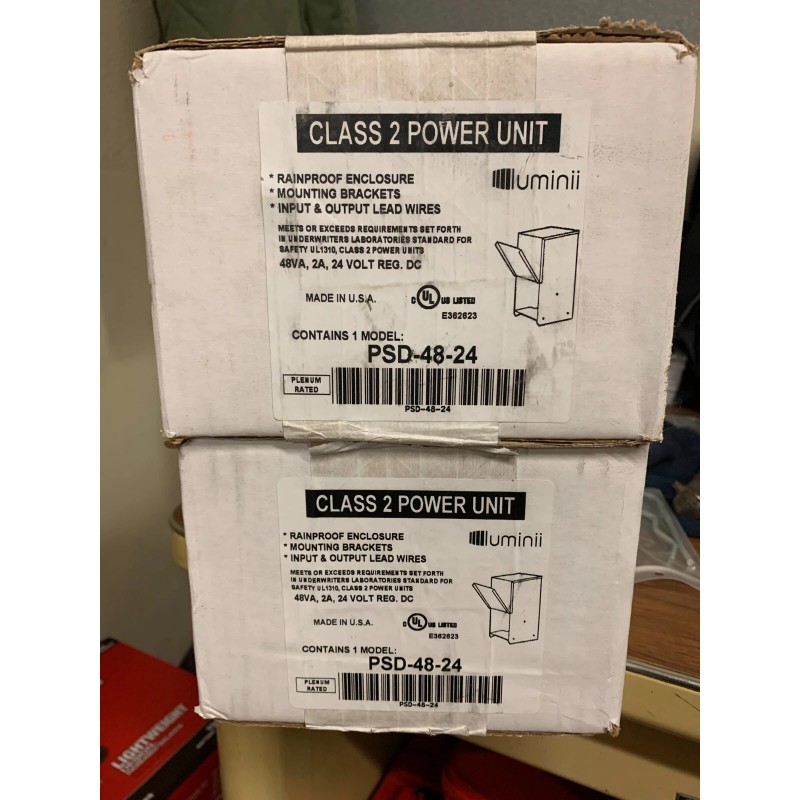 CLASS 2 POWER UNIT
* RAINPROOF ENCLOSURE
* MOUNTING BRACKETS
* INPUT & OUTPUT LEAD WIRES
luminii
MEETS OR EXCEEDS REQUIREMENTS SET FORTH
IN UNDERWRITERS LABORATORIES STANDARD FOR
SAFETY UL1310, CLASS 2 POWER UNITS
48VA, 2A, 24 VOLT REG. DC
MADE IN U.S.A.
C UL US LISTED
E362623
CONTAINS 1 MODEL:
PSD-48-24
PLENUM
RATED
PSD-48-24
CLASS 2 POWER UNIT
* RAINPROOF ENCLOSURE
* MOUNTING BRACKETS
* INPUT & OUTPUT LEAD WIRES
luminii
MEETS OR EXCEEDS REQUIREMENTS SET FORTH
IN UNDERWRITERS LABORATORIES STANDARD FOR
SAFETY UL1310, CLASS 2 POWER UNITS
48VA, 2A, 24 VOLT REG. DC
MADE IN U.S.A.
C UL US LISTED
E362623
CONTAINS 1 MODEL:
PSD-48-24
PLENUM
RATED
PSD-48-24
LIGHTWEIGHT